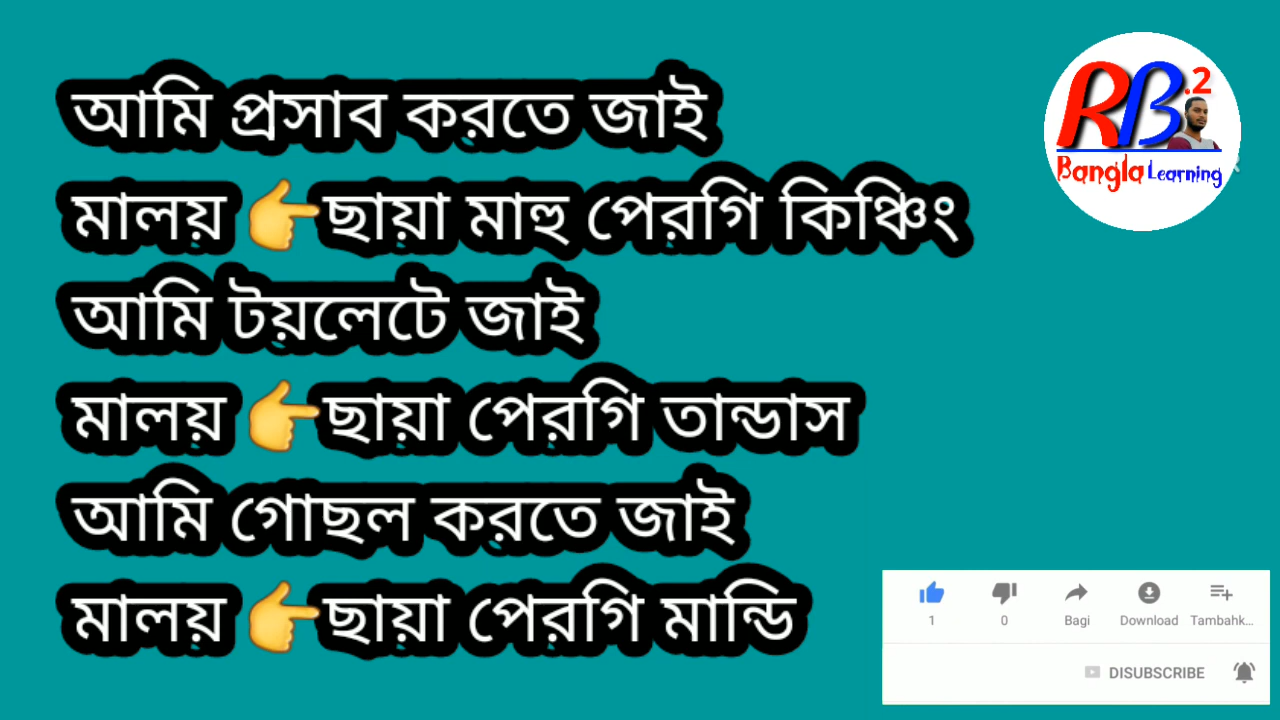 আমি প্রসাব করতে জাই
মালয় 👉ছায়া মাহু পেরগি কিঞ্চিং
আমি টয়লেটে জাই
মালয় 👉ছায়া পেরগি তান্ডাস
আমি গোছল করতে জাই
মালয় 👉ছায়া পেরগি মান্ডি
RB.2
Bangla Learning
1 0 Bagi Download Tambahk...
DISUBSCRIBE